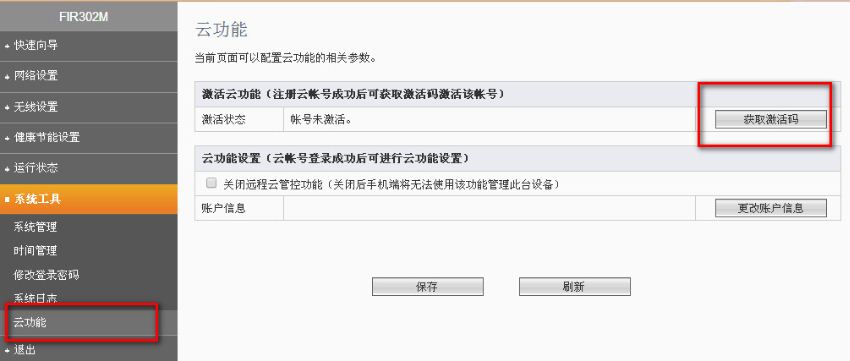 FIR302M
快速向导
网络设置
无线设置
健康节能设置
运行状态
系统工具
系统管理
时间管理
修改登录密码
系统日志
云功能
退出
云功能
当前页面可以配置云功能的相关参数。
激活云功能（注册云帐号成功后可获取激活码激活该帐号）
激活状态 帐号未激活。 获取激活码
云功能设置（云帐号登录成功后可进行云功能设置）
关闭远程云管控功能（关闭后手机端将无法使用该功能管理此台设备）
账户信息 更改账户信息
保存 刷新